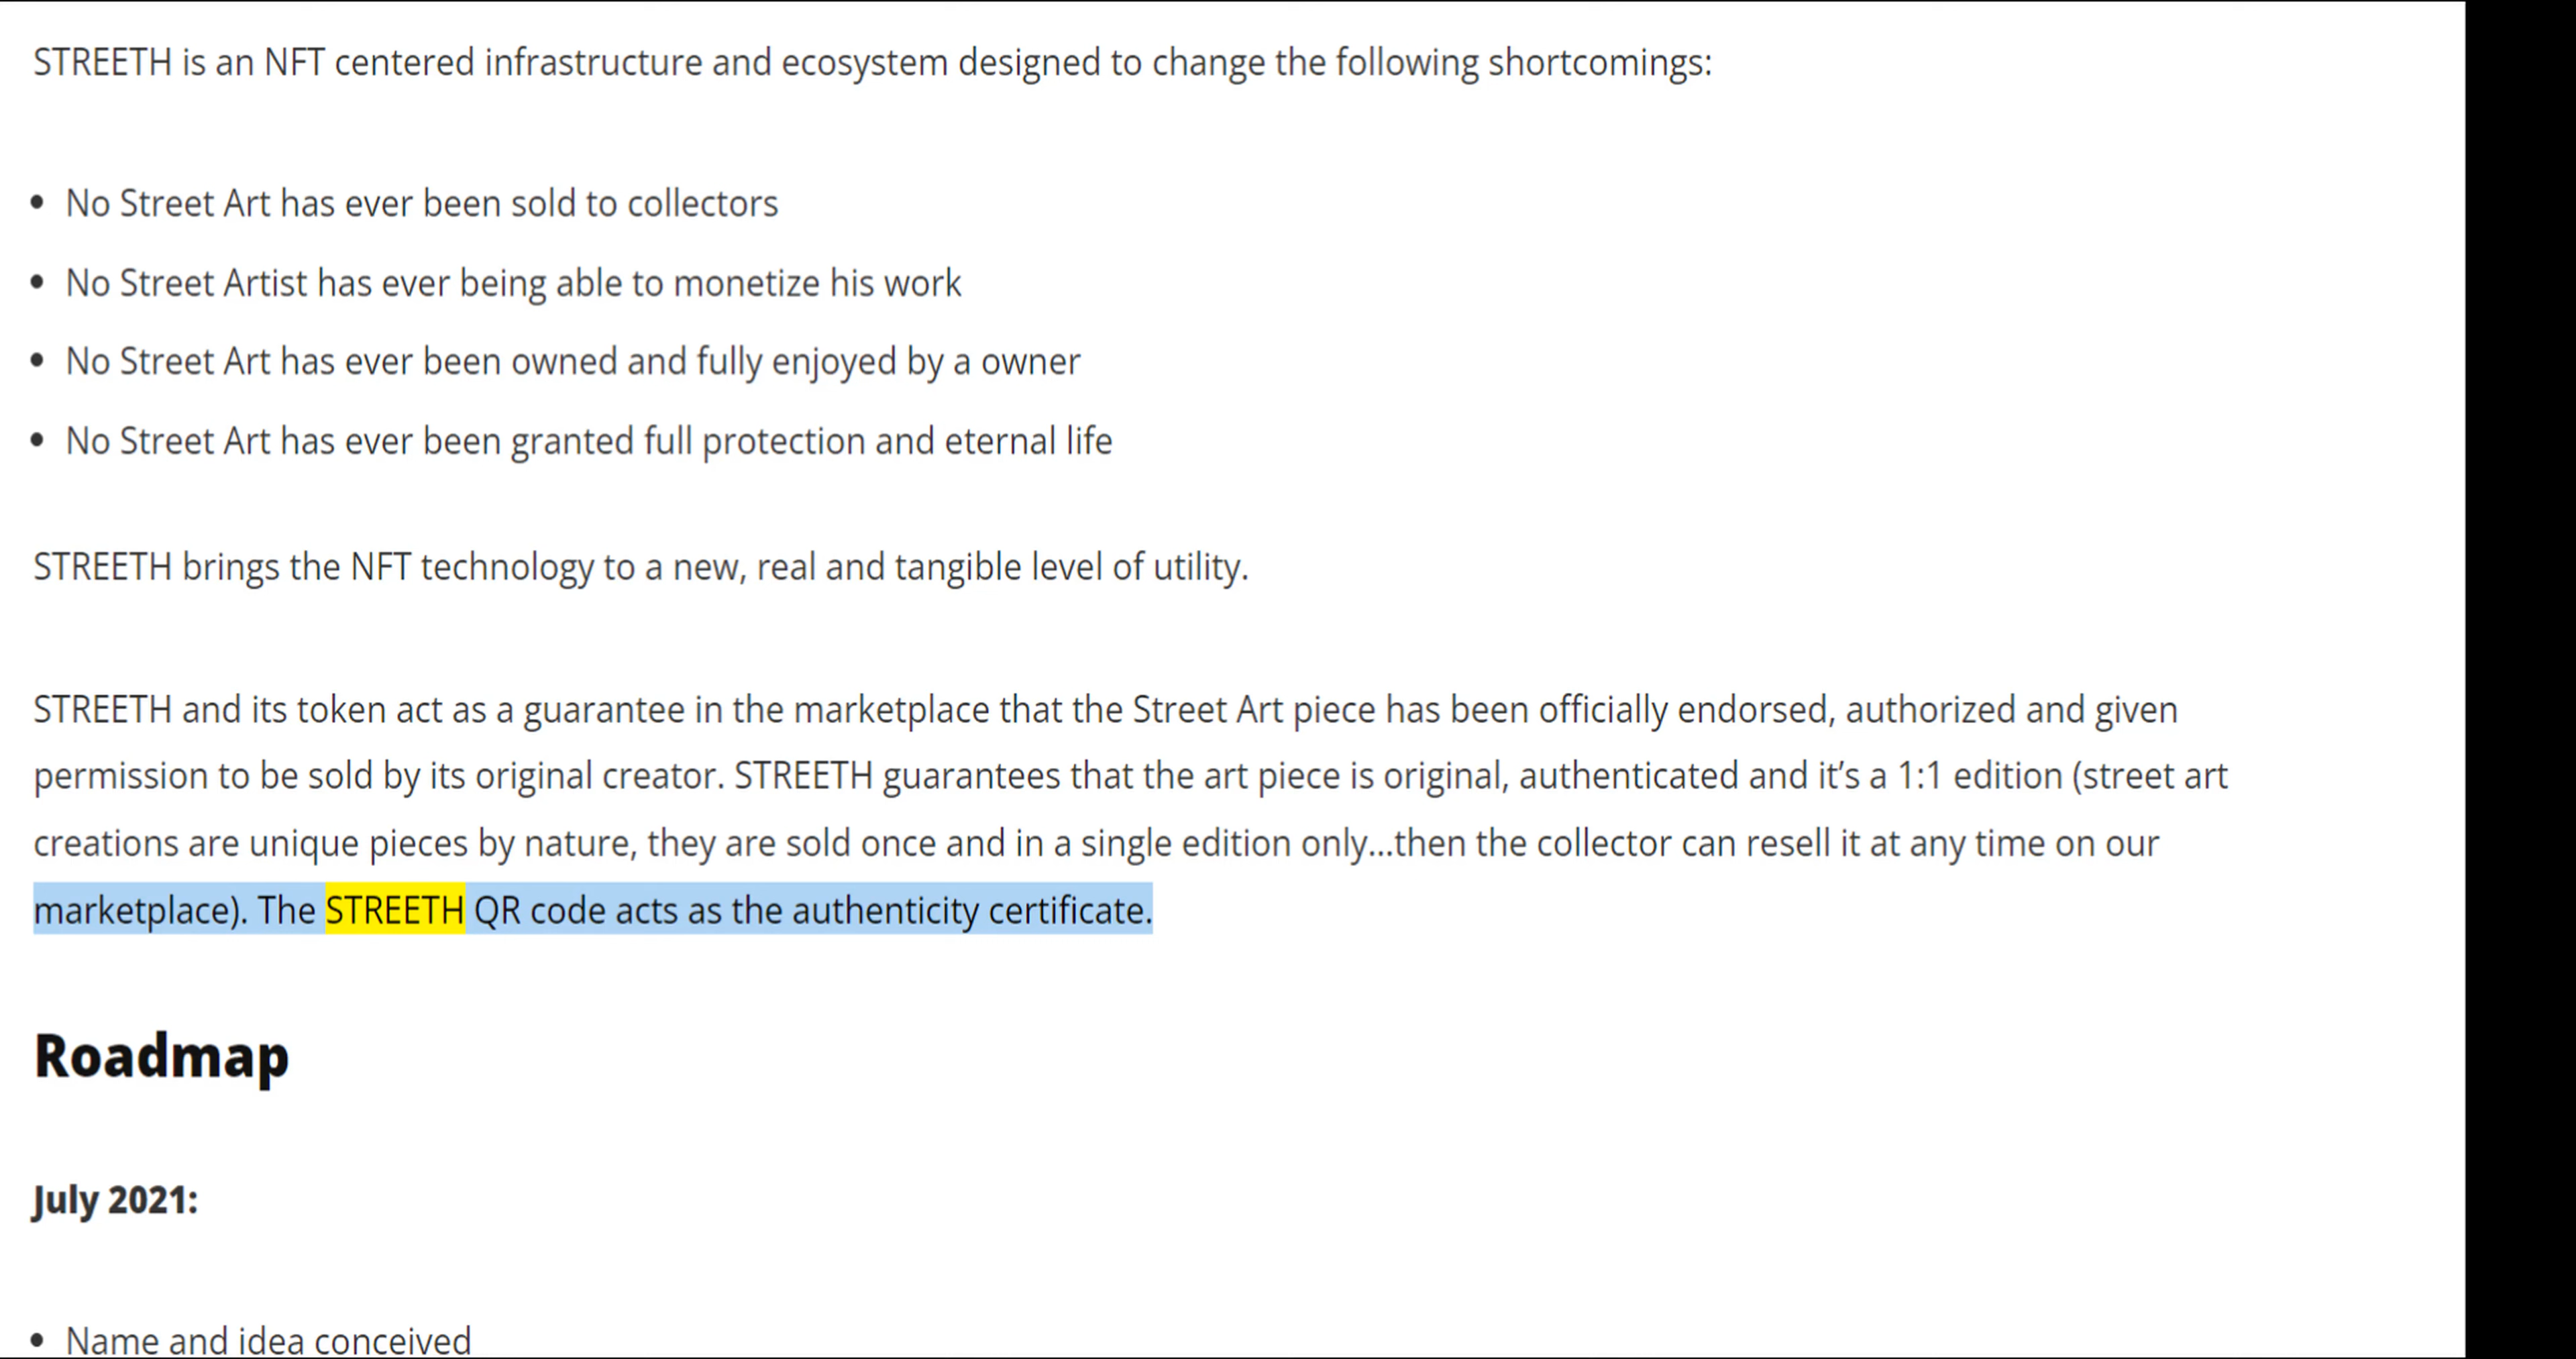 STREETH is an NFT centered infrastructure and ecosystem designed to change the following shortcomings:
• No Street Art has ever been sold to collectors
• No Street Artist has ever being able to monetize his work
• No Street Art has ever been owned and fully enjoyed by a owner
• No Street Art has ever been granted full protection and eternal life
STREETH brings the NFT technology to a new, real and tangible level of utility.
STREETH and its token act as a guarantee in the marketplace that the Street Art piece has been officially endorsed, authorized and given
permission to be sold by its original creator. STREETH guarantees that the art piece is original, authenticated and it’s a 1:1 edition (street art
creations are unique pieces by nature, they are sold once and in a single edition only…then the collector can resell it at any time on our
marketplace). The STREETH QR code acts as the authenticity certificate.
Roadmap
July 2021:
• Name and idea conceived